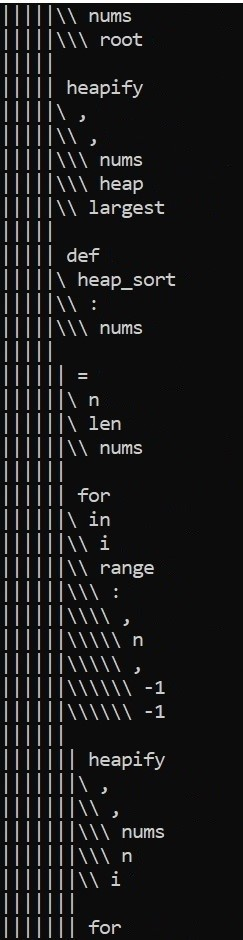 |||||\\ nums
|||||\\\ root
|||||
||||| heapify
|||||\ ,
|||||\\ ,
|||||\\\ nums
|||||\\\ heap
|||||\\ largest
|||||
||||| def
|||||\ heap_sort
|||||\\ :
|||||\\\ nums
|||||
|||||| =
||||||\ n
||||||\ len
||||||\\ nums
||||||
|||||| for
||||||\ in
||||||\\ i
||||||\\ range
||||||\\\ :
||||||\\\\ ,
||||||\\\\\ n
||||||\\\\\ ,
||||||\\\\\\ -1
||||||\\\\\\ -1
||||||
||||||| heapify
|||||||\ ,
|||||||\\ ,
|||||||\\\ nums
|||||||\\\ n
|||||||\\ i
|||||||
||||||| for